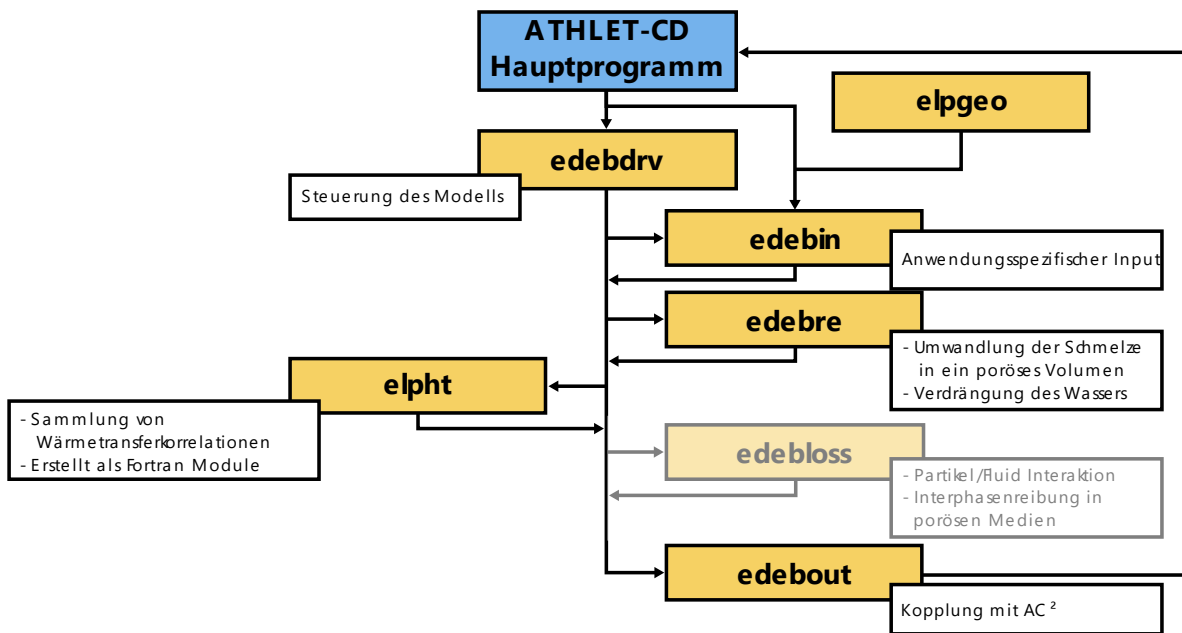 ATHLET-CD
Hauptprogramm
elpgeo
edebdrv
Steuerung des Modells
edebin
Anwendungsspezifischer Input
edebre
- Umwandlung der Schmelze
in ein poröses Volumen
- Verdrängung des Wassers
elpht
- Sammlung von
Wärmetransferkorrelationen
- Erstellt als Fortran Module
edebloss
- Partikel/Fluid Interaktion
- Interphasenreibung in
porösen Medien
edebout
Kopplung mit AC²